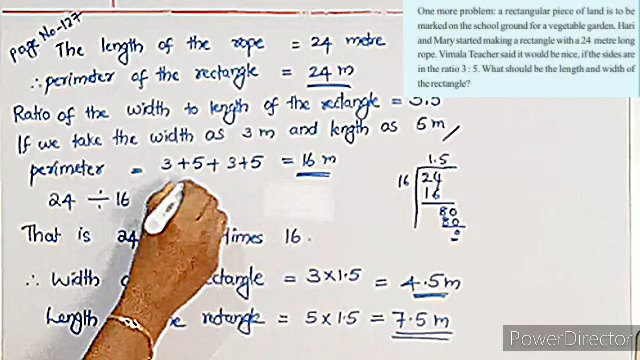 One more problem: a rectangular piece of land is to be
marked on the school ground for a vegetable garden. Hari
and Mary started making a rectangle with a 24 metre long
rope. Vimala Teacher said it would be nice, if the sides are
in the ratio 3 : 5. What should be the length and width of
the rectangle?
page No-127
The length of the rope = 24 metre
∴ perimeter of the rectangle = 24 m
Ratio of the width to length of the rectangle = 3:5
If we take the width as 3 m and length as 5m
perimeter = 3+5+3+5 = 16 m
24 ÷ 16
1.5
16 24
16
80
80
0
That is 24 times 16.
∴ Width rectangle = 3×1.5 = 4.5m
Length rectangle = 5×1.5 = 7.5m
PowerDirector